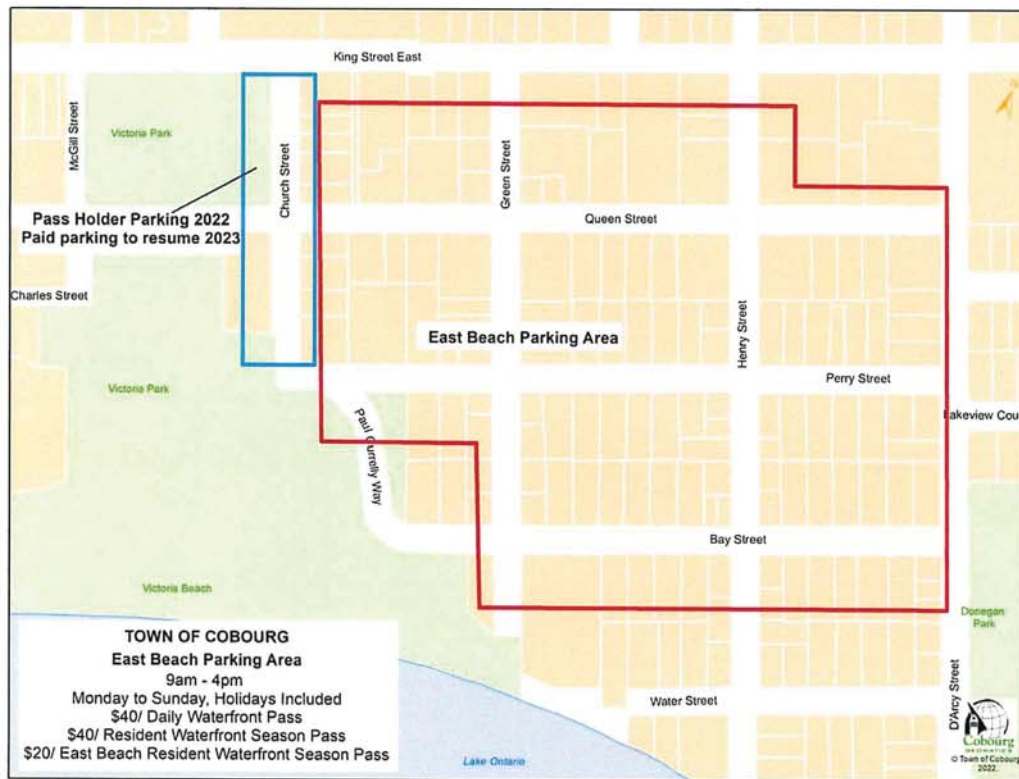 King Street East
McGill Street
Victoria Park
Church Street
Green Street
Pass Holder Parking 2022
Paid parking to resume 2023
Queen Street
Charles Street
East Beach Parking Area
Henry Street
Perry Street
Victoria Park
Lakeview Cou
Paul Currelly Way
Bay Street
Victoria Beach
Donegan
Park
TOWN OF COBOURG
East Beach Parking Area
9am - 4pm
Monday to Sunday, Holidays Included
$40/ Daily Waterfront Pass
$40/ Resident Waterfront Season Pass
$20/ East Beach Resident Waterfront Season Pass
Water Street
D'Arcy Street
Lake Ontario
Cobourg
GEOMATICS
© Town of Cobourg
2022